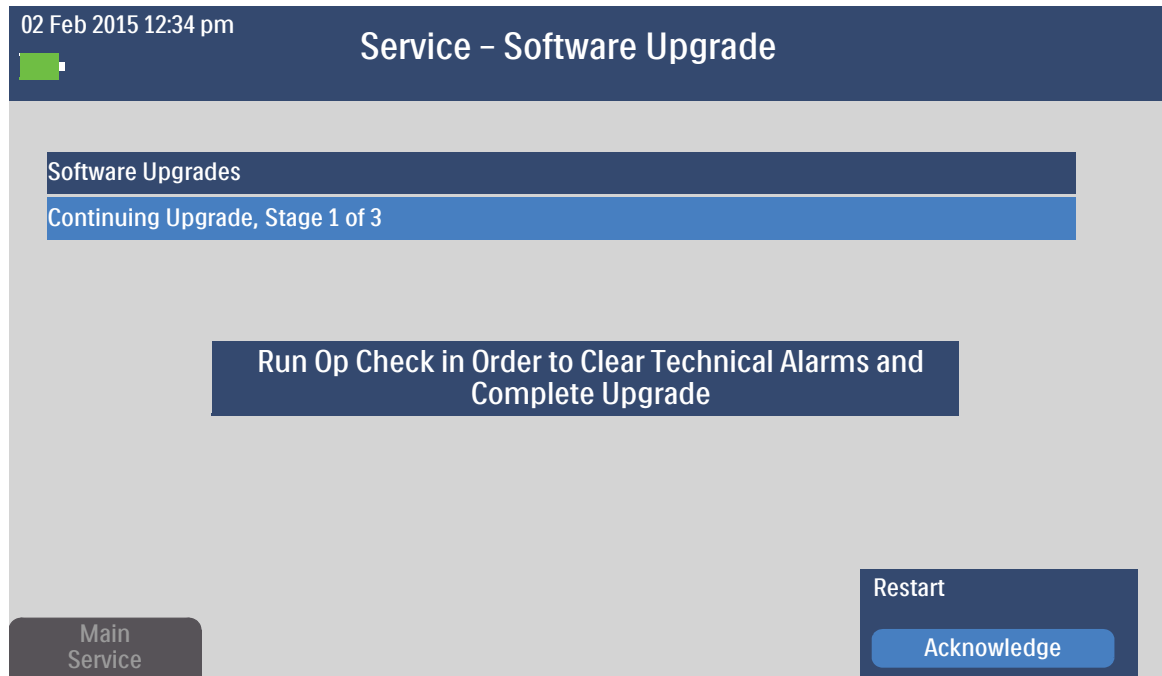 02 Feb 2015 12:34 pm
Service – Software Upgrade
Software Upgrades
Continuing Upgrade, Stage 1 of 3
Run Op Check in Order to Clear Technical Alarms and
Complete Upgrade
Restart
Acknowledge
Main
Service